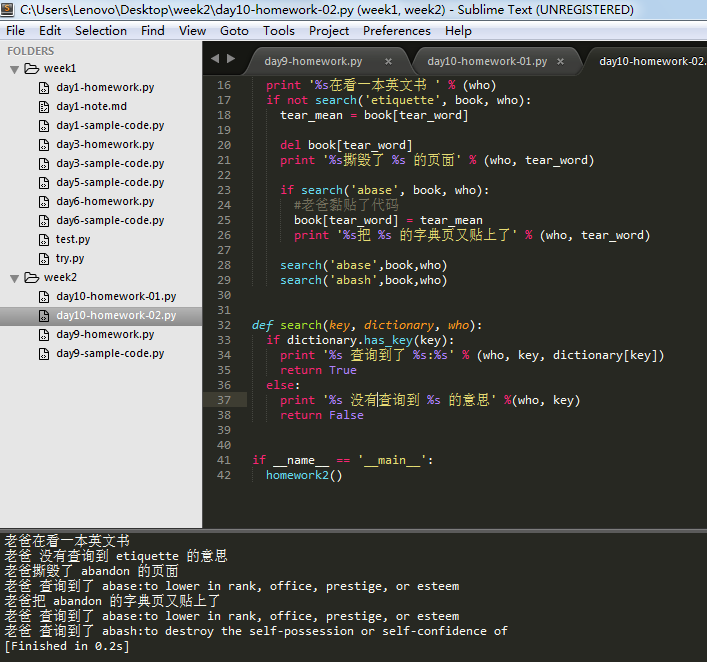 C:\Users\Lenovo\Desktop\week2\day10-homework-02.py (week1, week2) - Sublime Text (UNREGISTERED)
File Edit Selection Find View Goto Tools Project Preferences Help
FOLDERS
week1
day1-homework.py
day1-note.md
day1-sample-code.py
day3-homework.py
day3-sample-code.py
day5-sample-code.py
day6-homework.py
day6-sample-code.py
test.py
try.py
week2
day10-homework-01.py
day10-homework-02.py
day9-homework.py
day9-sample-code.py
day9-homework.py × day10-homework-01.py × day10-homework-02.
16 print '%s在看一本英文书 ' % (who)
17 if not search('etiquette', book, who):
18 tear_mean = book[tear_word]
19
20 del book[tear_word]
21 print '%s撕毁了 %s 的页面' % (who, tear_word)
22
23 if search('abase', book, who):
24 #老爸黏贴了代码
25 book[tear_word] = tear_mean
26 print '%s把 %s 的字典页又贴上了' % (who, tear_word)
27
28 search('abase',book,who)
29 search('abash',book,who)
30
31
32 def search(key, dictionary, who):
33 if dictionary.has_key(key):
34 print '%s 查询到了 %s:%s' % (who, key, dictionary[key])
35 return True
36 else:
37 print '%s 没有查询到 %s 的意思' %(who, key)
38 return False
39
40
41 if __name__ == '__main__':
42 homework2()
老爸在看一本英文书
老爸 没有查询到 etiquette 的意思
老爸撕毁了 abandon 的页面
老爸 查询到了 abase:to lower in rank, office, prestige, or esteem
老爸把 abandon 的字典页又贴上了
老爸 查询到了 abase:to lower in rank, office, prestige, or esteem
老爸 查询到了 abash:to destroy the self-possession or self-confidence of
[Finished in 0.2s]